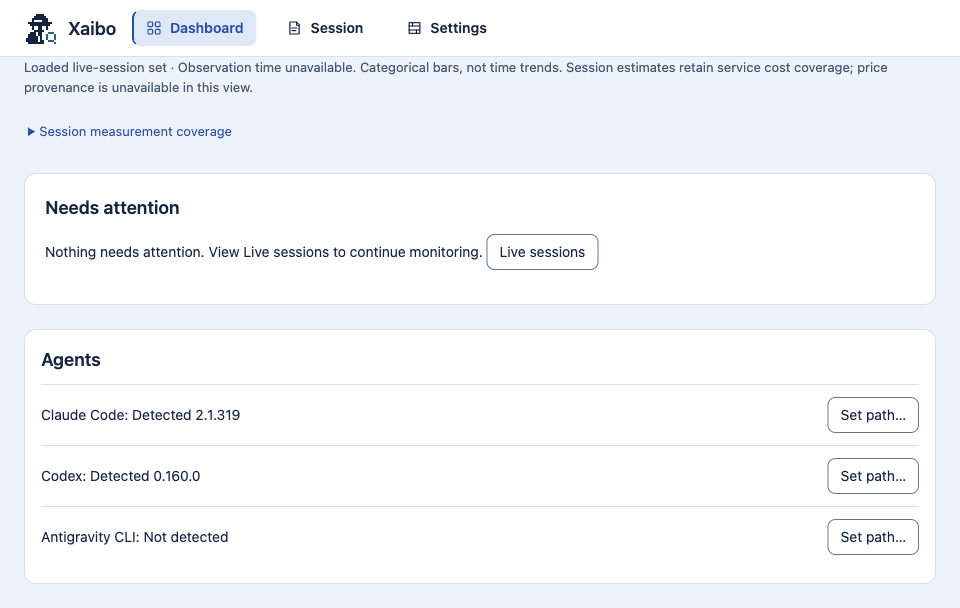 Xaibo
Dashboard
Session
Settings
Loaded live-session set · Observation time unavailable. Categorical bars, not time trends. Session estimates retain service cost coverage; price
provenance is unavailable in this view.
Session measurement coverage
Needs attention
Nothing needs attention. View Live sessions to continue monitoring. Live sessions
Agents
Claude Code: Detected 2.1.319 Set path...
Codex: Detected 0.160.0 Set path...
Antigravity CLI: Not detected Set path...